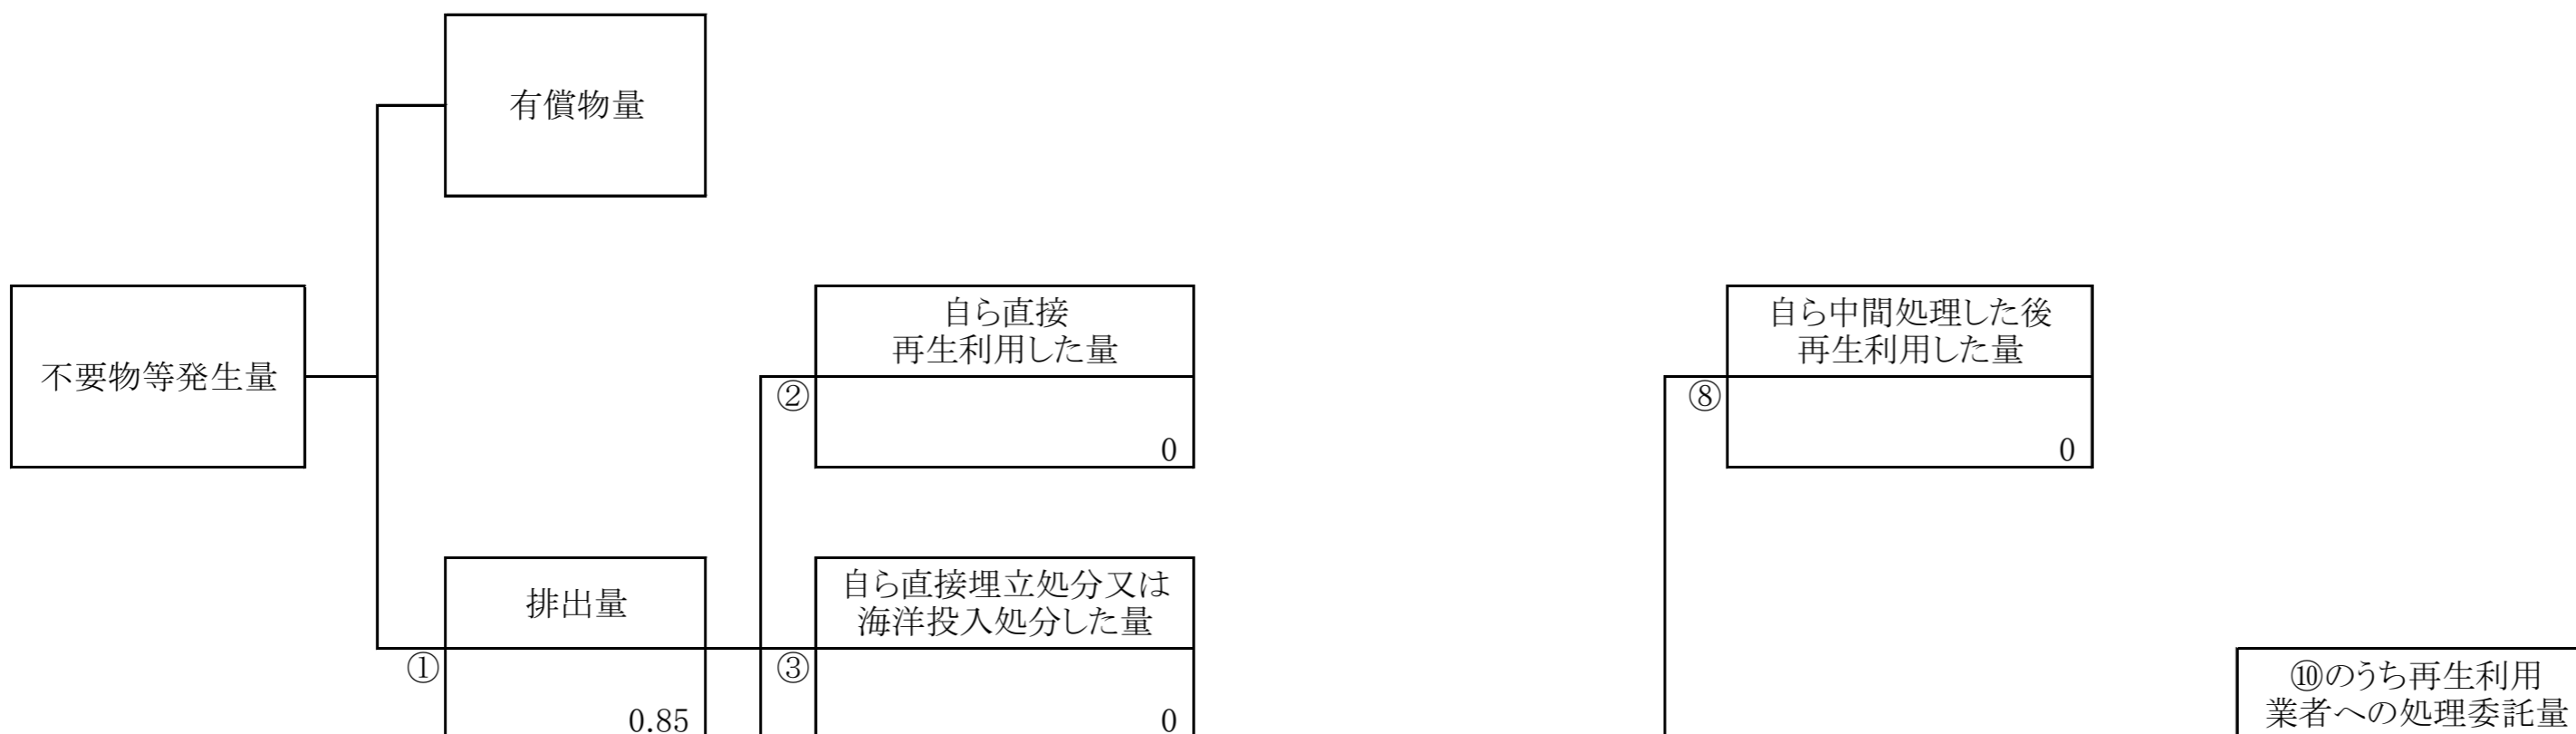 有償物量
不要物等発生量
自ら直接
再生利用した量
②
0
自ら中間処理した後
再生利用した量
⑧
0
排出量
①
0.85
自ら直接埋立処分又は
海洋投入処分した量
③
0
⑩のうち再生利用
業者への処理委託量